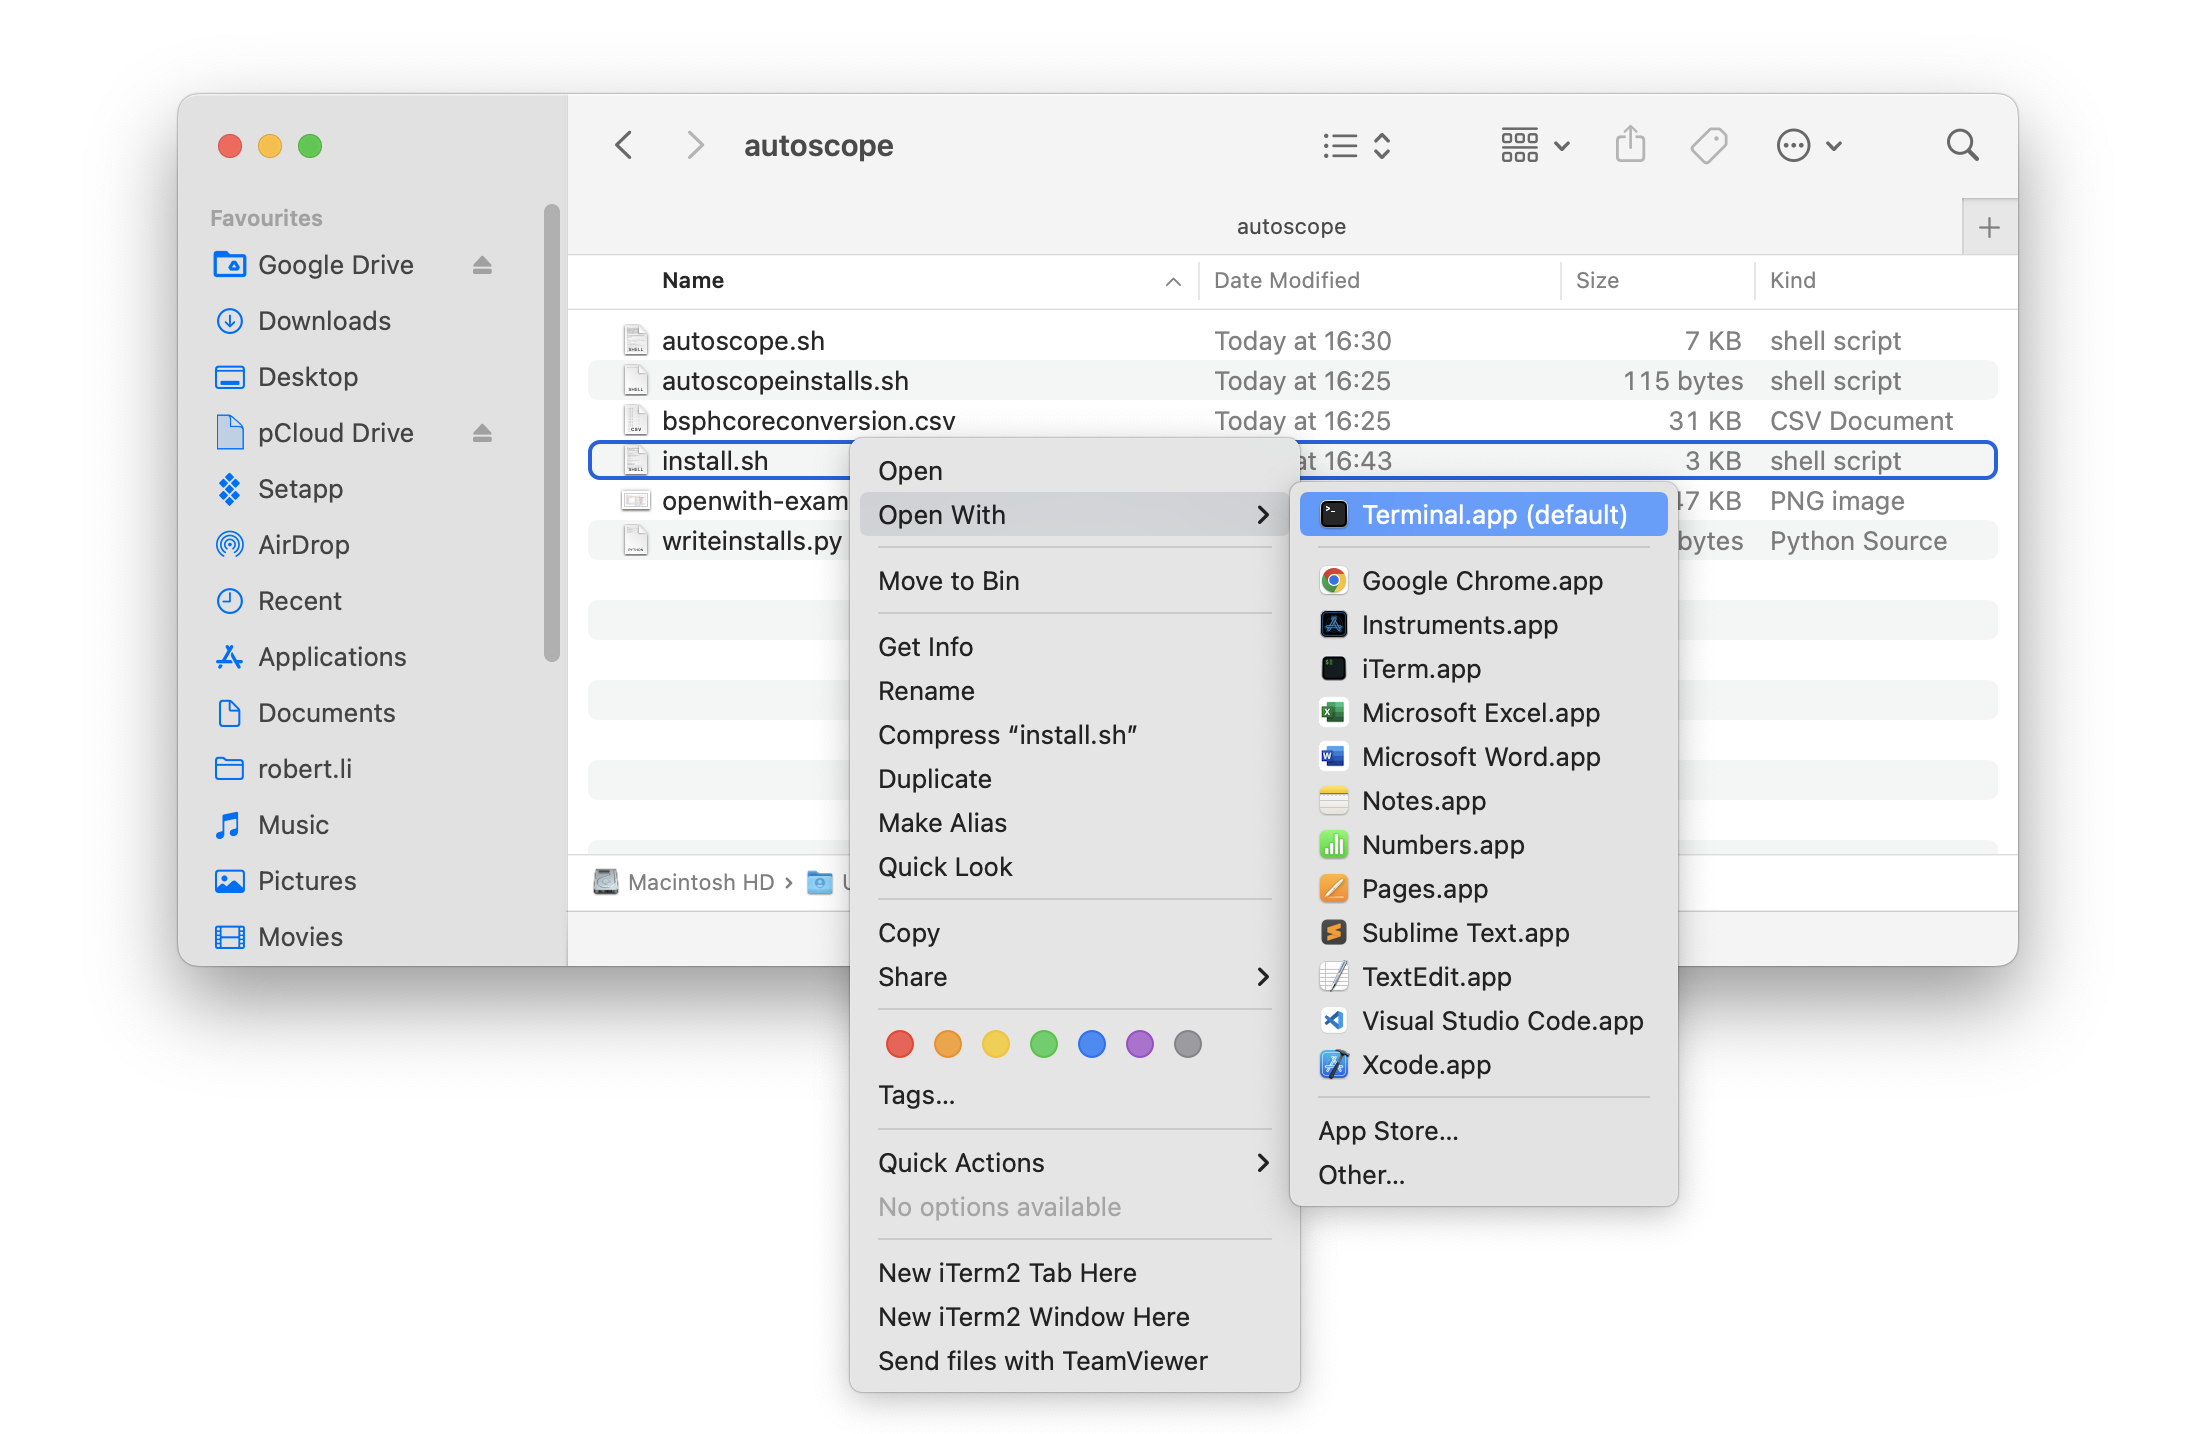 autoscope
autoscope
Favourites
Google Drive
Downloads
Desktop
pCloud Drive
Setapp
AirDrop
Recent
Applications
Documents
robert.li
Music
Pictures
Movies
Name Date Modified Size Kind
autoscope.sh Today at 16:30 7 KB shell script
autoscopeinstalls.sh Today at 16:25 115 bytes shell script
bsphcoreconversion.csv Today at 16:25 31 KB CSV Document
install.sh at 16:43 3 KB shell script
openwith-exam 47 KB PNG image
writeinstalls.py bytes Python Source
Macintosh HD › U
Open
Open With
Move to Bin
Get Info
Rename
Compress “install.sh”
Duplicate
Make Alias
Quick Look
Copy
Share
Tags...
Quick Actions
No options available
New iTerm2 Tab Here
New iTerm2 Window Here
Send files with TeamViewer
Terminal.app (default)
Google Chrome.app
Instruments.app
iTerm.app
Microsoft Excel.app
Microsoft Word.app
Notes.app
Numbers.app
Pages.app
Sublime Text.app
TextEdit.app
Visual Studio Code.app
Xcode.app
App Store...
Other...